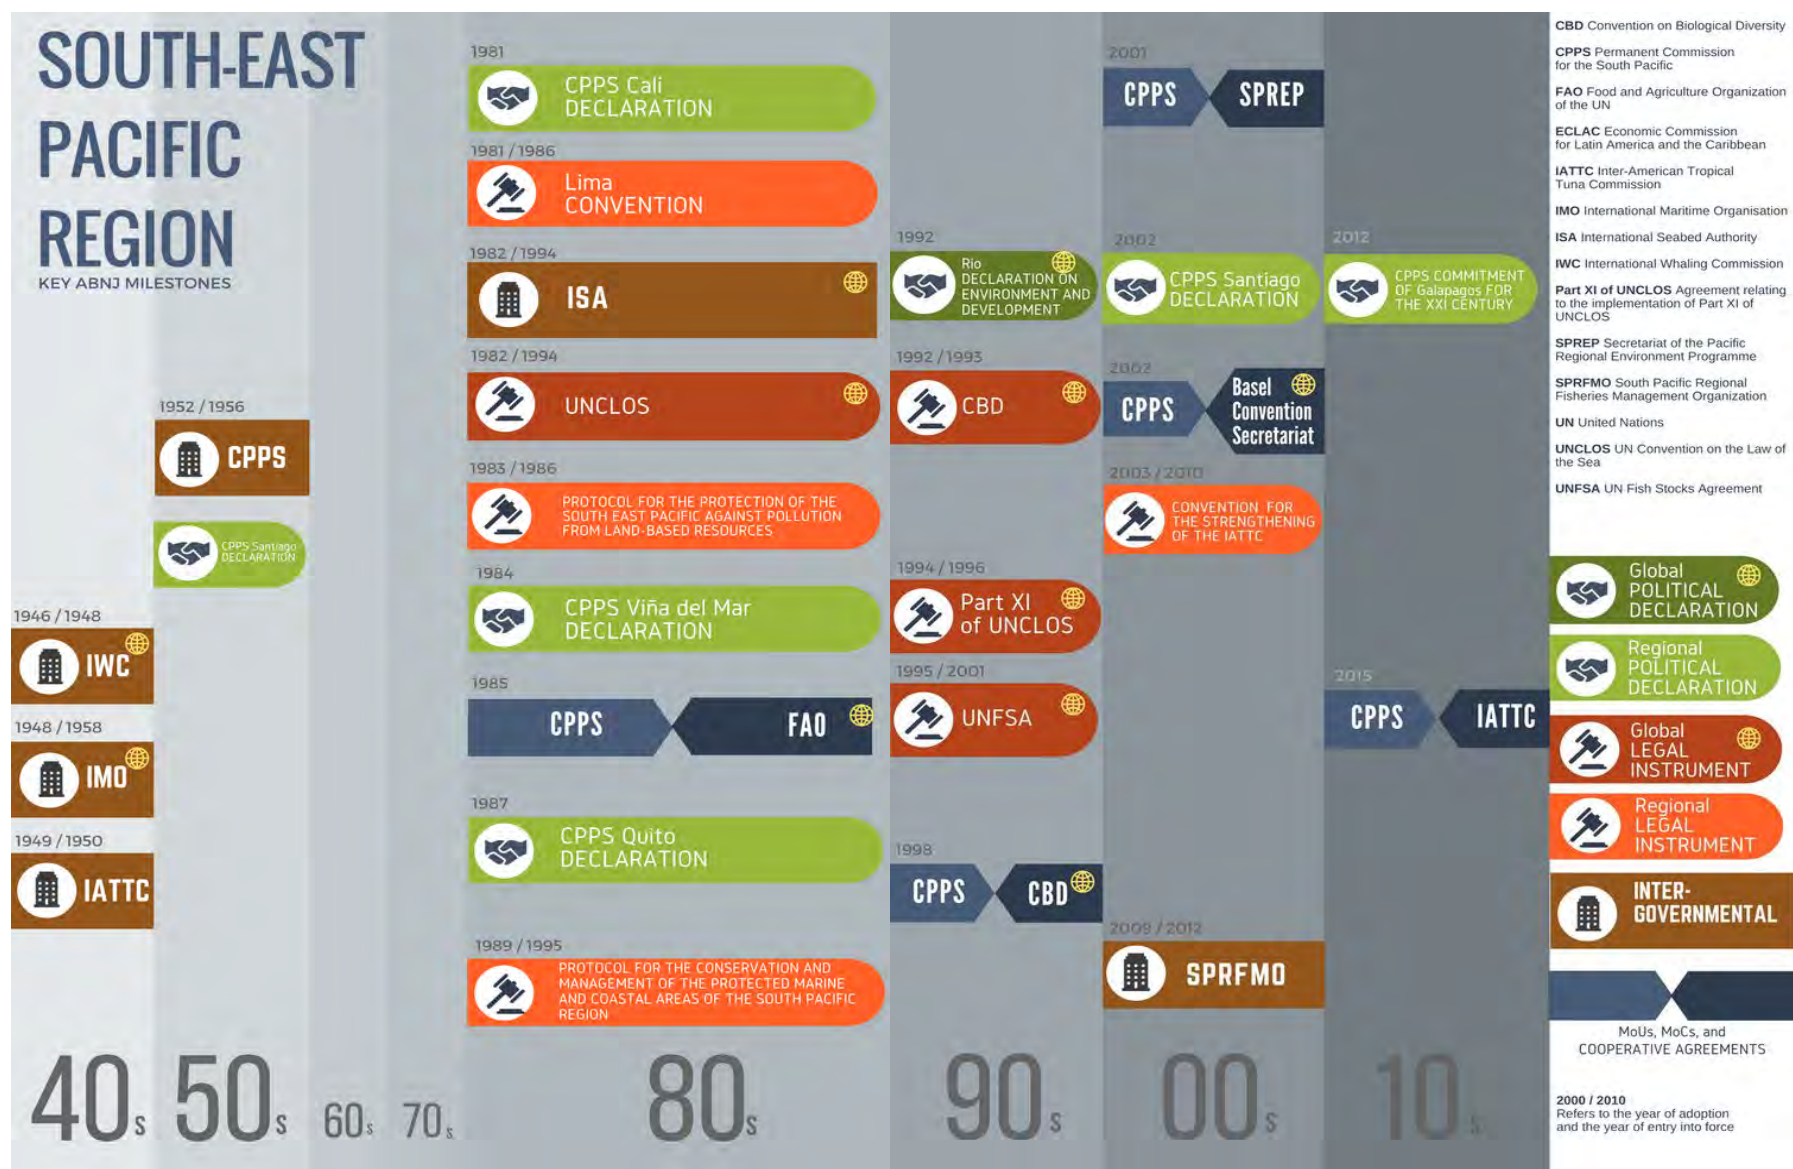 SOUTH-EAST
PACIFIC
REGION
KEY ABNJ MILESTONES
1946 / 1948
IWC
1948 / 1958
IMO
1949 / 1950
IATTC
40s
1952 / 1956
CPPS
CPPS Santiago
DECLARATION
50s
60s
70s
1981
CPPS Cali
DECLARATION
1981 / 1986
Lima
CONVENTION
1982 / 1994
ISA
1982 / 1994
UNCLOS
1983 / 1986
PROTOCOL FOR THE PROTECTION OF THE
SOUTH EAST PACIFIC AGAINST POLLUTION
FROM LAND-BASED RESOURCES
1984
CPPS Viña del Mar
DECLARATION
1985
CPPS
FAO
1987
CPPS Quito
DECLARATION
1989 / 1995
PROTOCOL FOR THE CONSERVATION AND
MANAGEMENT OF THE PROTECTED MARINE
AND COASTAL AREAS OF THE SOUTH PACIFIC
REGION
80s
1992
Rio
DECLARATION ON
ENVIRONMENT AND
DEVELOPMENT
1992 / 1993
CBD
1994 / 1996
Part XI
of UNCLOS
1995 / 2001
UNFSA
1998
CPPS
CBD
90s
2001
CPPS
SPREP
2002
CPPS Santiago
DECLARATION
2002
CPPS
Basel
Convention
Secretariat
2003 / 2010
CONVENTION FOR
THE STRENGTHENING
OF THE IATTC
2009 / 2012
SPRFMO
00s
2012
CPPS COMMITMENT
OF Galapagos FOR
THE XXI CENTURY
2015
CPPS
IATTC
10s
CBD Convention on Biological Diversity
CPPS Permanent Commission
for the South Pacific
FAO Food and Agriculture Organization
of the UN
ECLAC Economic Commission
for Latin America and the Caribbean
IATTC Inter-American Tropical
Tuna Commission
IMO International Maritime Organisation
ISA International Seabed Authority
IWC International Whaling Commission
Part XI of UNCLOS Agreement relating
to the implementation of Part XI of
UNCLOS
SPREP Secretariat of the Pacific
Regional Environment Programme
SPRFMO South Pacific Regional
Fisheries Management Organization
UN United Nations
UNCLOS UN Convention on the Law of
the Sea
UNFSA UN Fish Stocks Agreement
Global
POLITICAL
DECLARATION
Regional
POLITICAL
DECLARATION
Global
LEGAL
INSTRUMENT
Regional
LEGAL
INSTRUMENT
INTER-
GOVERNMENTAL
MoUs, MoCs, and
COOPERATIVE AGREEMENTS
2000 / 2010
Refers to the year of adoption
and the year of entry into force